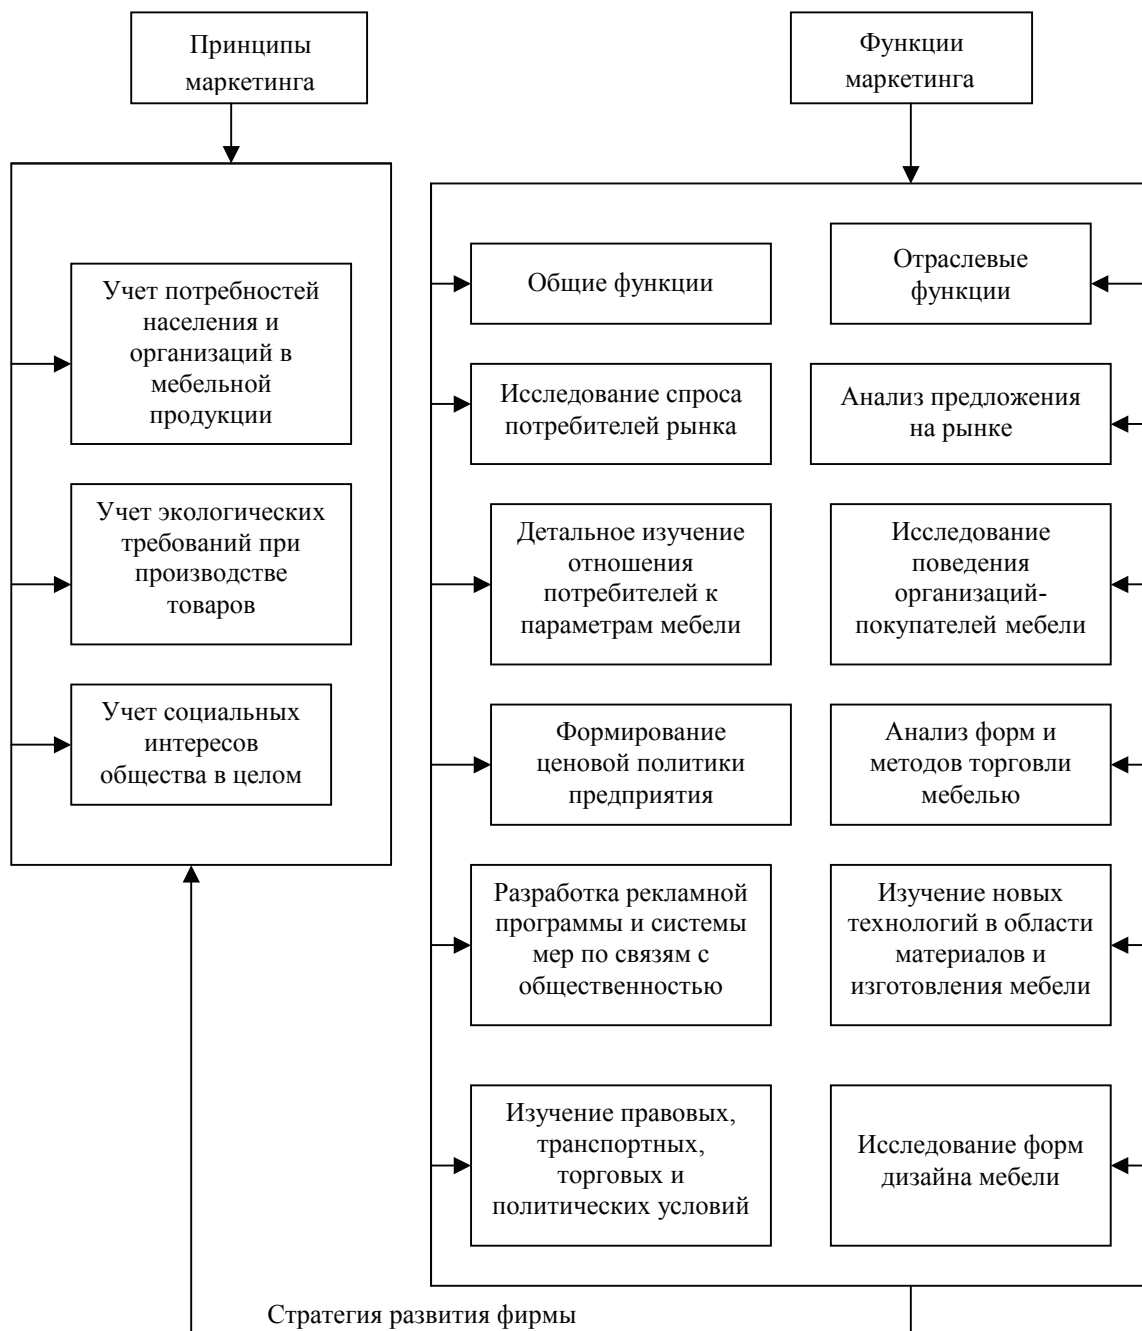 Принципы
маркетинга
Функции
маркетинга
Учет потребностей
населения и
организаций в
мебельной
продукции
Учет экологических
требований при
производстве
товаров
Учет социальных
интересов
общества в целом
Общие функции
Отраслевые
функции
Исследование спроса
потребителей рынка
Анализ предложения
на рынке
Детальное изучение
отношения
потребителей к
параметрам мебели
Исследование
поведения
организаций-
покупателей мебели
Формирование
ценовой политики
предприятия
Анализ форм и
методов торговли
мебелью
Разработка рекламной
программы и системы
мер по связям с
общественностью
Изучение новых
технологий в области
материалов и
изготовления мебели
Изучение правовых,
транспортных,
торговых и
политических условий
Исследование форм
дизайна мебели
Стратегия развития фирмы